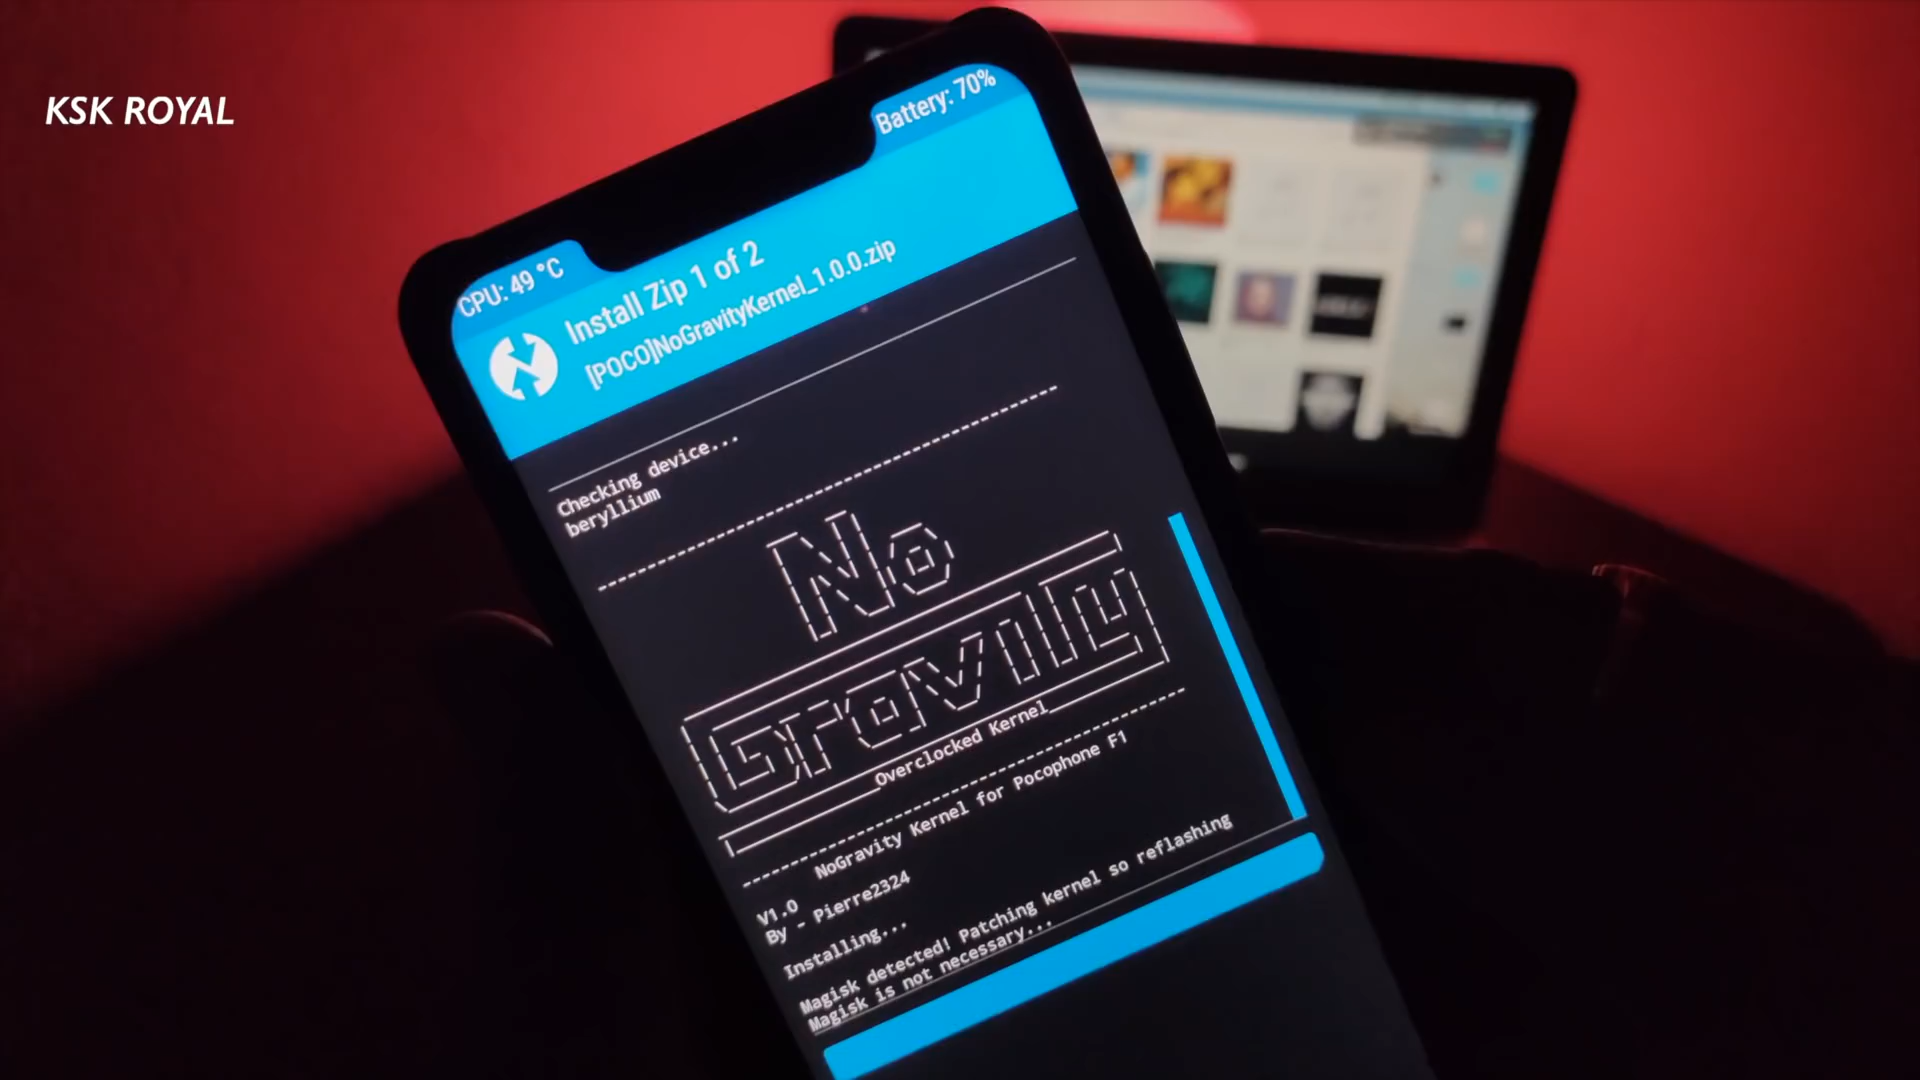 KSK ROYAL
Battery: 70%
CPU: 49 °C
Install Zip 1 of 2
[POCO]NoGravityKernel_1.0.0.zip
Checking device...
beryllium
No
Gravity
Overclocked Kernel
NoGravity Kernel for Pocophone F1
V1.0
By - Pierre2324
Installing...
Magisk detected! Patching kernel so reflashing
Magisk is not necessary...